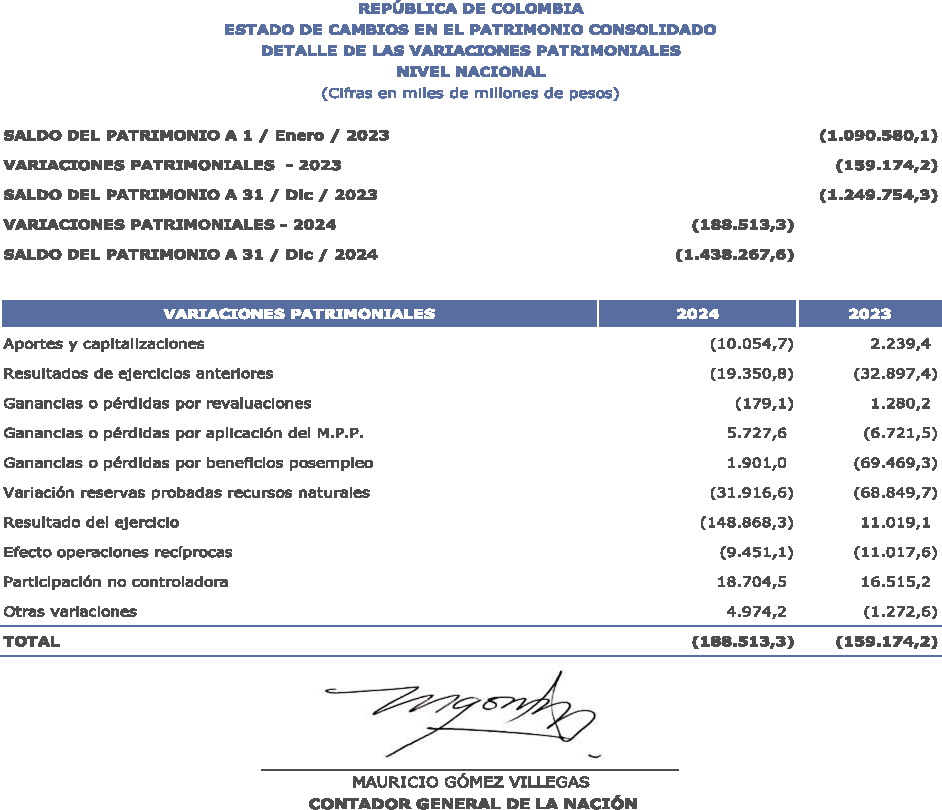 REPÚBLICA DE COLOMBIA
ESTADO DE CAMBIOS EN EL PATRIMONIO CONSOLIDADO
DETALLE DE LAS VARIACIONES PATRIMONIALES
NIVEL NACIONAL
(Cifras en miles de millones de pesos)
SALDO DEL PATRIMONIO A 1 / Enero / 2023 (1.090.580,1)
VARIACIONES PATRIMONIALES - 2023 (159.174,2)
SALDO DEL PATRIMONIO A 31 / Dic / 2023 (1.249.754,3)
VARIACIONES PATRIMONIALES - 2024 (188.513,3)
SALDO DEL PATRIMONIO A 31 / Dic / 2024 (1.438.267,6)
VARIACIONES PATRIMONIALES 2024 2023
Aportes y capitalizaciones (10.054,7) 2.239,4
Resultados de ejercicios anteriores (19.350,8) (32.897,4)
Ganancias o pérdidas por revaluaciones (179,1) 1.280,2
Ganancias o pérdidas por aplicación del M.P.P. 5.727,6 (6.721,5)
Ganancias o pérdidas por beneficios posempleo 1.901,0 (69.469,3)
Variación reservas probadas recursos naturales (31.916,6) (68.849,7)
Resultado del ejercicio (148.868,3) 11.019,1
Efecto operaciones recíprocas (9.451,1) (11.017,6)
Participación no controladora 18.704,5 16.515,2
Otras variaciones 4.974,2 (1.272,6)
TOTAL (188.513,3) (159.174,2)
MAURICIO GÓMEZ VILLEGAS
CONTADOR GENERAL DE LA NACIÓN